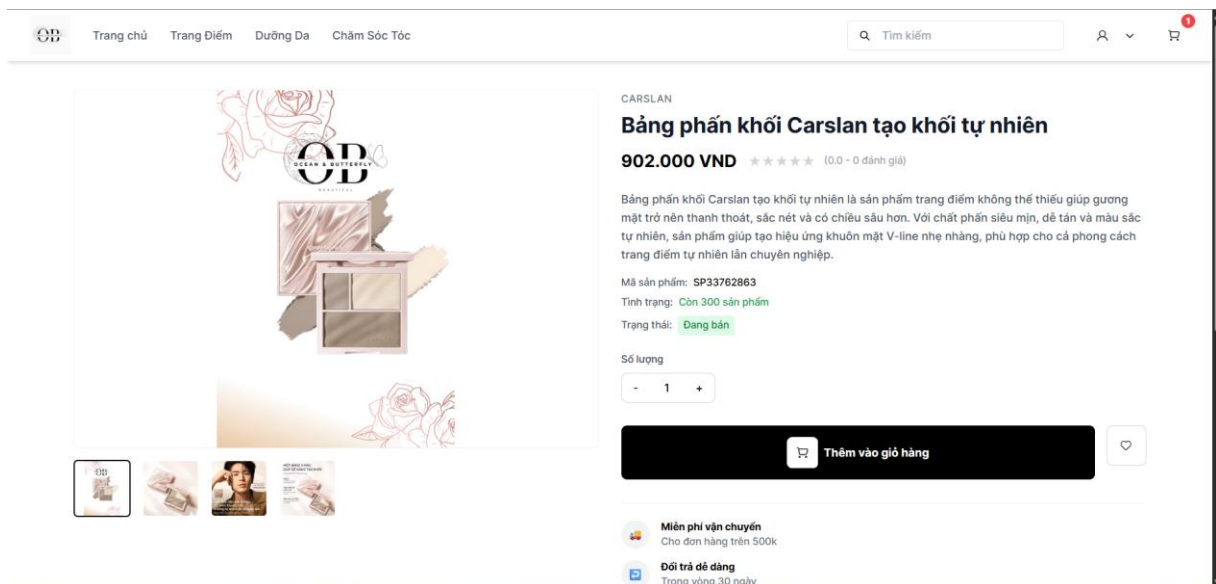 OB
Trang chủ
Trang Điểm
Dưỡng Da
Chăm Sóc Tóc
Tìm kiếm
1
OB
OCEAN & BUTTERFLY
BEAUTIFUL
CARSLAN
Bảng phấn khối Carslan tạo khối tự nhiên
902.000 VND
(0.0 - 0 đánh giá)
Bảng phấn khối Carslan tạo khối tự nhiên là sản phẩm trang điểm không thể thiếu giúp gương
mặt trở nên thanh thoát, sắc nét và có chiều sâu hơn. Với chất phấn siêu mịn, dễ tán và màu sắc
tự nhiên, sản phẩm giúp tạo hiệu ứng khuôn mặt V-line nhẹ nhàng, phù hợp cho cả phong cách
trang điểm tự nhiên lẫn chuyên nghiệp.
Mã sản phẩm: SP33762863
Tình trạng: Còn 300 sản phẩm
Trạng thái: Đang bán
Số lượng
- 1 +
Thêm vào giỏ hàng
Miễn phí vận chuyển
Cho đơn hàng trên 500k
Đổi trả dễ dàng
Trong vòng 30 ngày